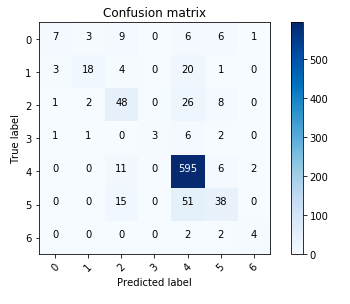 Confusion matrix
0 7 3 9 0 6 6 1
1 3 18 4 0 20 1 0
2 1 2 48 0 26 8 0
3 1 1 0 3 6 2 0
4 0 0 11 0 595 6 2
5 0 0 15 0 51 38 0
6 0 0 0 0 2 2 4
0 1 2 3 4 5 6
True label
Predicted label
500
400
300
200
100
0